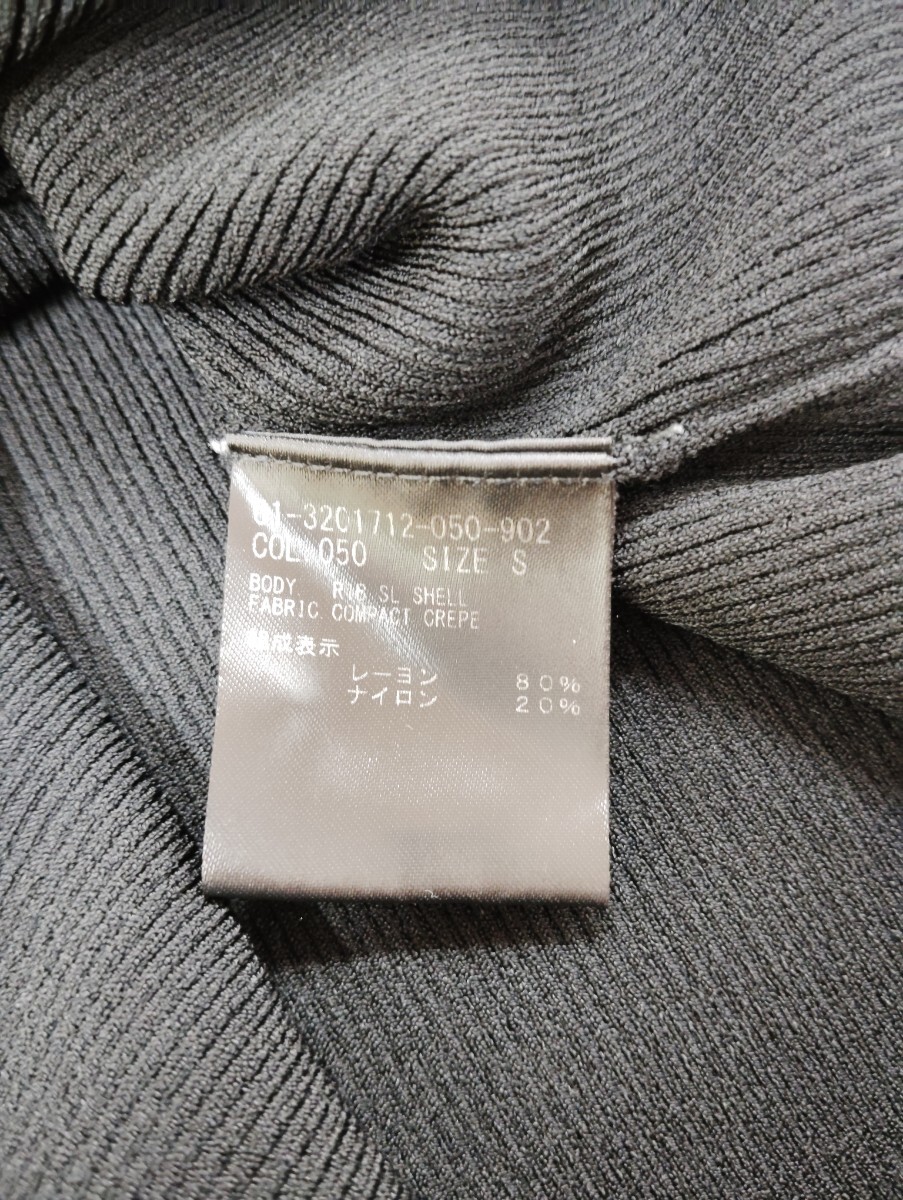 61-3201712-050-902
COL 050 SIZE S
BODY RIB SL SHELL
FABRIC COMPACT CREPE
組成表示
レーヨン 80%
ナイロン 20%